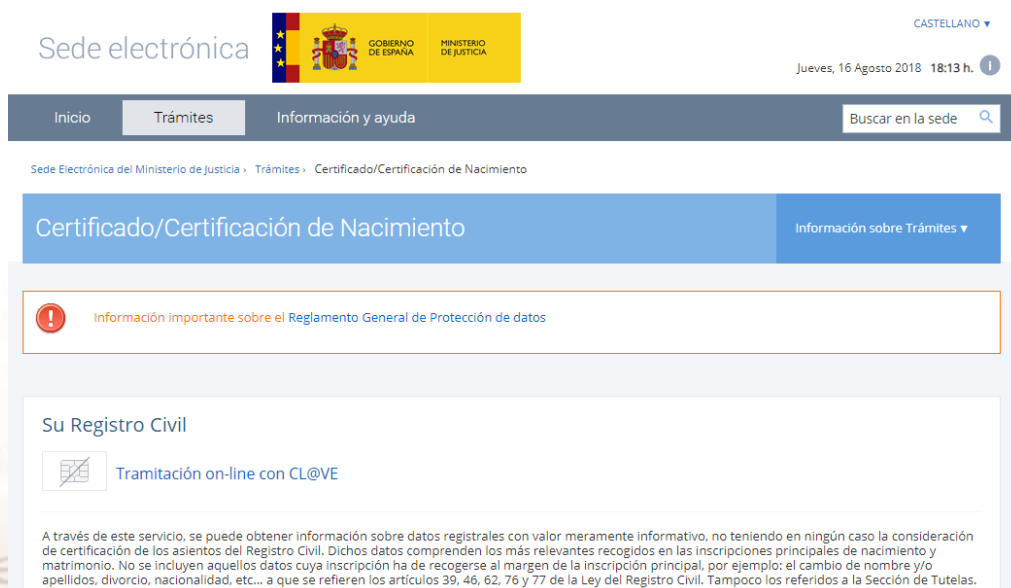 CASTELLANO ▼
Sede electrónica
GOBIERNO
DE ESPAÑA
MINISTERIO
DE JUSTICIA
Jueves, 16 Agosto 2018 18:13 h.
Inicio Trámites Información y ayuda Buscar en la sede
Sede Electrónica del Ministerio de Justicia › Trámites › Certificado/Certificación de Nacimiento
Certificado/Certificación de Nacimiento Información sobre Trámites ▼
Información importante sobre el Reglamento General de Protección de datos
Su Registro Civil
Tramitación on-line con CL@VE
A través de este servicio, se puede obtener información sobre datos registrales con valor meramente informativo, no teniendo en ningún caso la consideración
de certificación de los asientos del Registro Civil. Dichos datos comprenden los más relevantes recogidos en las inscripciones principales de nacimiento y
matrimonio. No se incluyen aquellos datos cuya inscripción ha de recogerse al margen de la inscripción principal, por ejemplo: el cambio de nombre y/o
apellidos, divorcio, nacionalidad, etc... a que se refieren los artículos 39, 46, 62, 76 y 77 de la Ley del Registro Civil. Tampoco los referidos a la Sección de Tutelas.